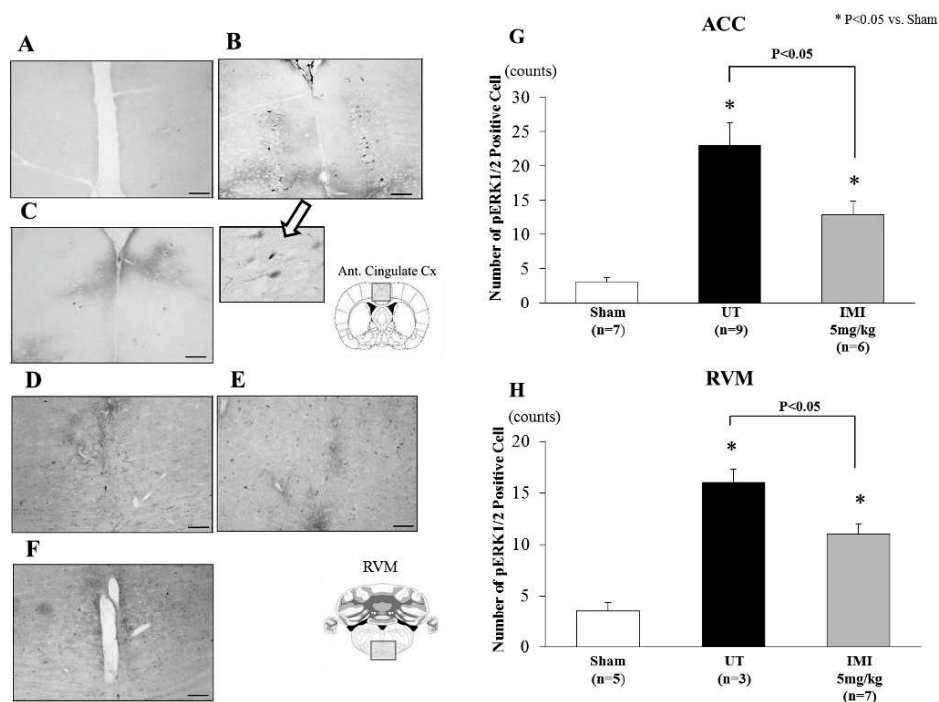 A
B
C
Ant. Cingulate Cx
D
E
F
RVM
G
ACC
* P<0.05 vs. Sham
(counts)
P<0.05
Number of pERK1/2 Positive Cell
30
25
20
15
10
5
0
*
*
Sham
(n=7)
UT
(n=9)
IMI
5mg/kg
(n=6)
H
RVM
(counts)
P<0.05
Number of pERK1/2 Positive Cell
20
15
10
5
0
*
*
Sham
(n=5)
UT
(n=3)
IMI
5mg/kg
(n=7)